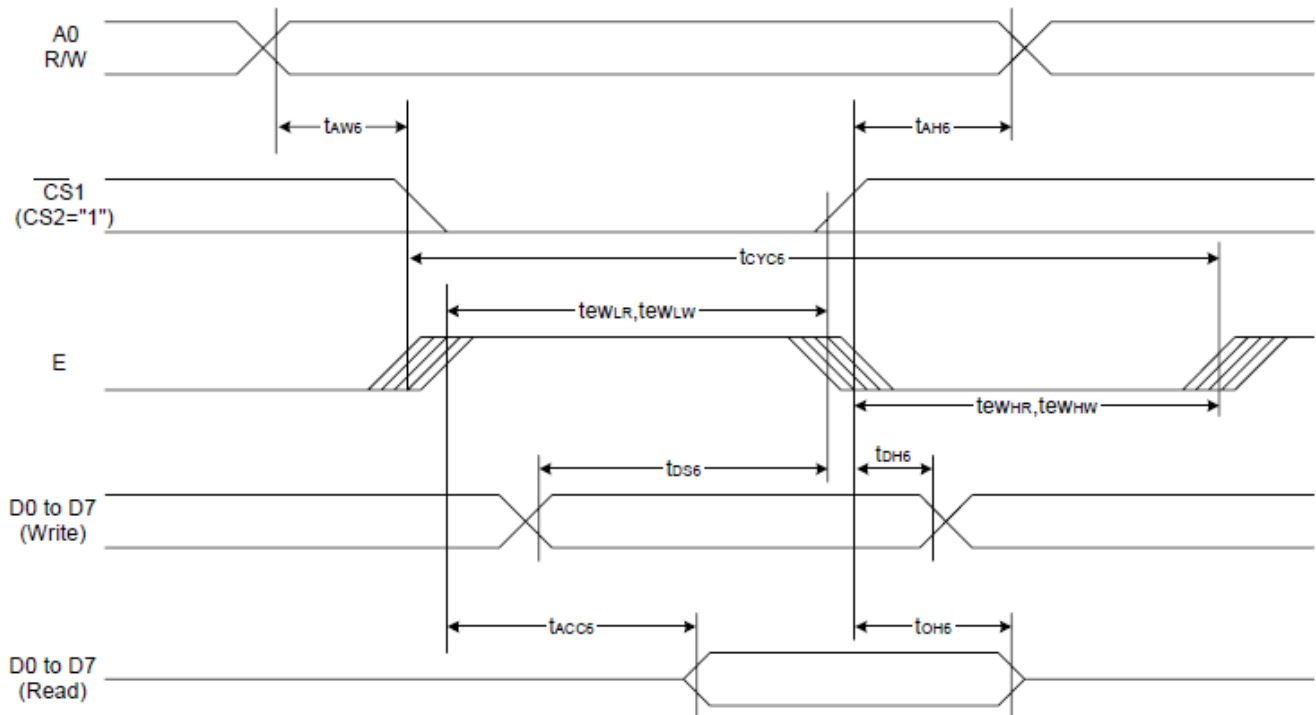 A0
R/W
tAW6
tAH6
CS1
(CS2="1")
tCYC6
tewLR,tewLW
E
tewHR,tewHW
tDS6
tDH6
D0 to D7
(Write)
tACC6
tOH6
D0 to D7
(Read)